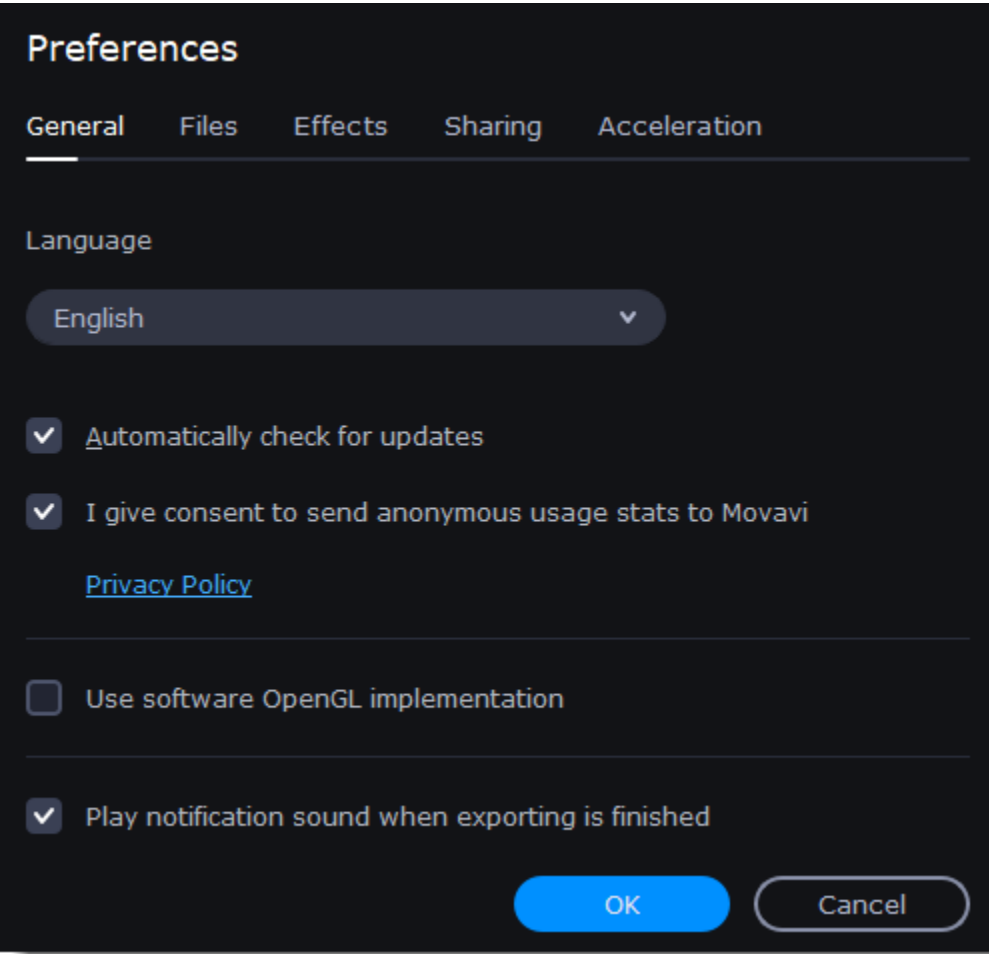 Preferences
General Files Effects Sharing Acceleration
Language
English
Automatically check for updates
I give consent to send anonymous usage stats to Movavi
Privacy Policy
Use software OpenGL implementation
Play notification sound when exporting is finished
OK Cancel